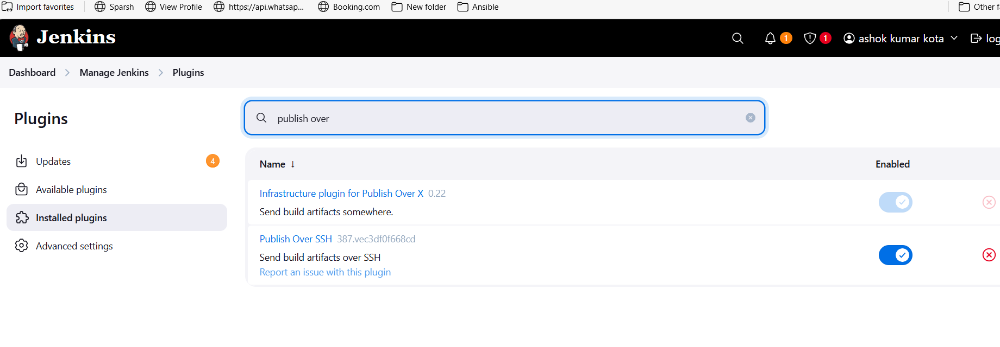 Import favorites Sparsh View Profile https://api.whatsap... Booking.com New folder Ansible Other fa
Jenkins 1 1 ashok kumar kota log
Dashboard Manage Jenkins Plugins
Plugins
publish over
Updates 4
Available plugins
Installed plugins
Advanced settings
Name ↓ Enabled
Infrastructure plugin for Publish Over X 0.22
Send build artifacts somewhere.
Publish Over SSH 387.vec3df0f668cd
Send build artifacts over SSH
Report an issue with this plugin